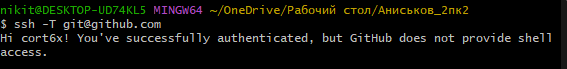 nikit@DESKTOP-UD74KL5 MINGW64 ~/OneDrive/Рабочий стол/Аниськов_2пк2
$ ssh -T git@github.com
Hi cort6x! You've successfully authenticated, but GitHub does not provide shell
access.